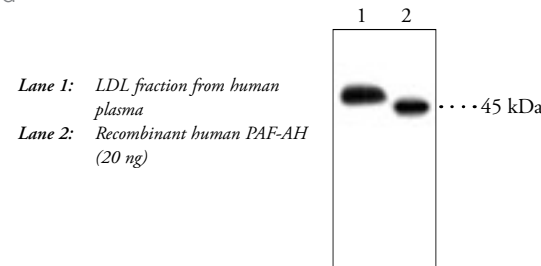 1 2
Lane 1: LDL fraction from human
plasma
Lane 2: Recombinant human PAF-AH
(20 ng)
····45 kDa